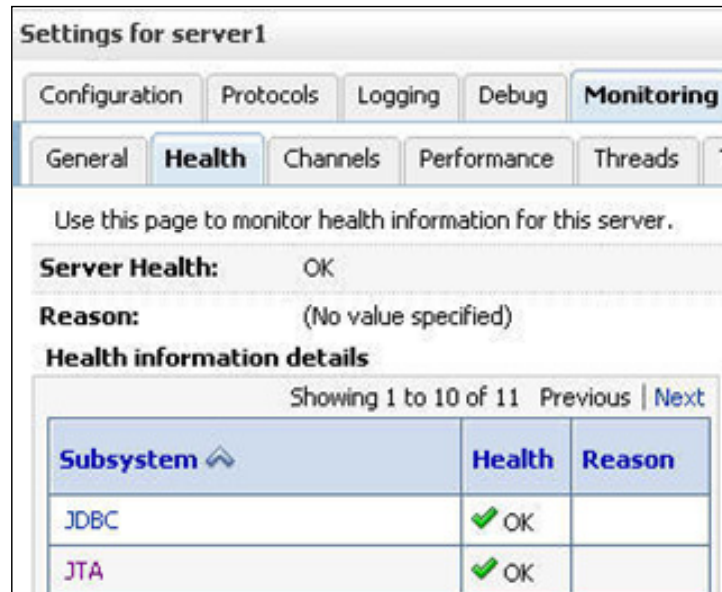 Settings for server1
Configuration Protocols Logging Debug Monitoring
General Health Channels Performance Threads
Use this page to monitor health information for this server.
Server Health: OK
Reason: (No value specified)
Health information details
Showing 1 to 10 of 11 Previous | Next
Subsystem Health Reason
JDBC OK
JTA OK